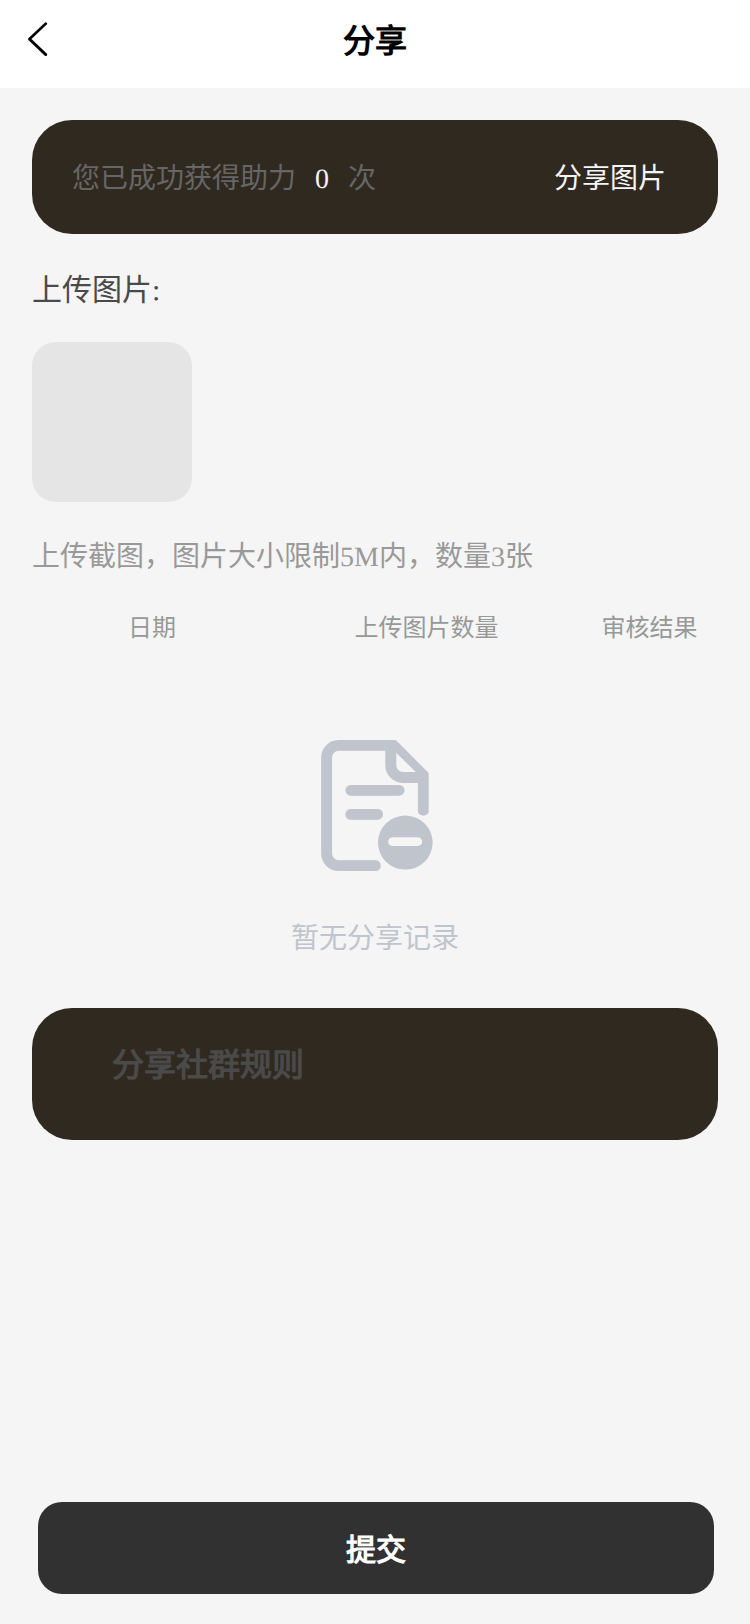 分享
您已成功获得助力 0 次 分享图片
上传图片:
上传截图，图片大小限制5M内，数量3张
日期 上传图片数量 审核结果
暂无分享记录
分享社群规则
提交